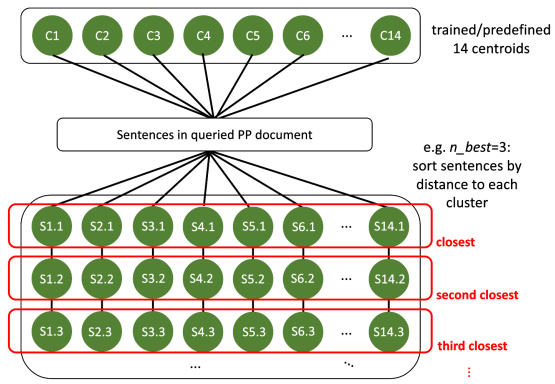 C1 C2 C3 C4 C5 C6 ... C14
trained/predefined
14 centroids
Sentences in queried PP document
e.g. n_best=3:
sort sentences by
distance to each
cluster
S1.1 S2.1 S3.1 S4.1 S5.1 S6.1 ... S14.1
closest
S1.2 S2.2 S3.2 S4.2 S5.2 S6.2 ... S14.2
second closest
S1.3 S2.3 S3.3 S4.3 S5.3 S6.3 ... S14.3
third closest
... ⋱ ⋮